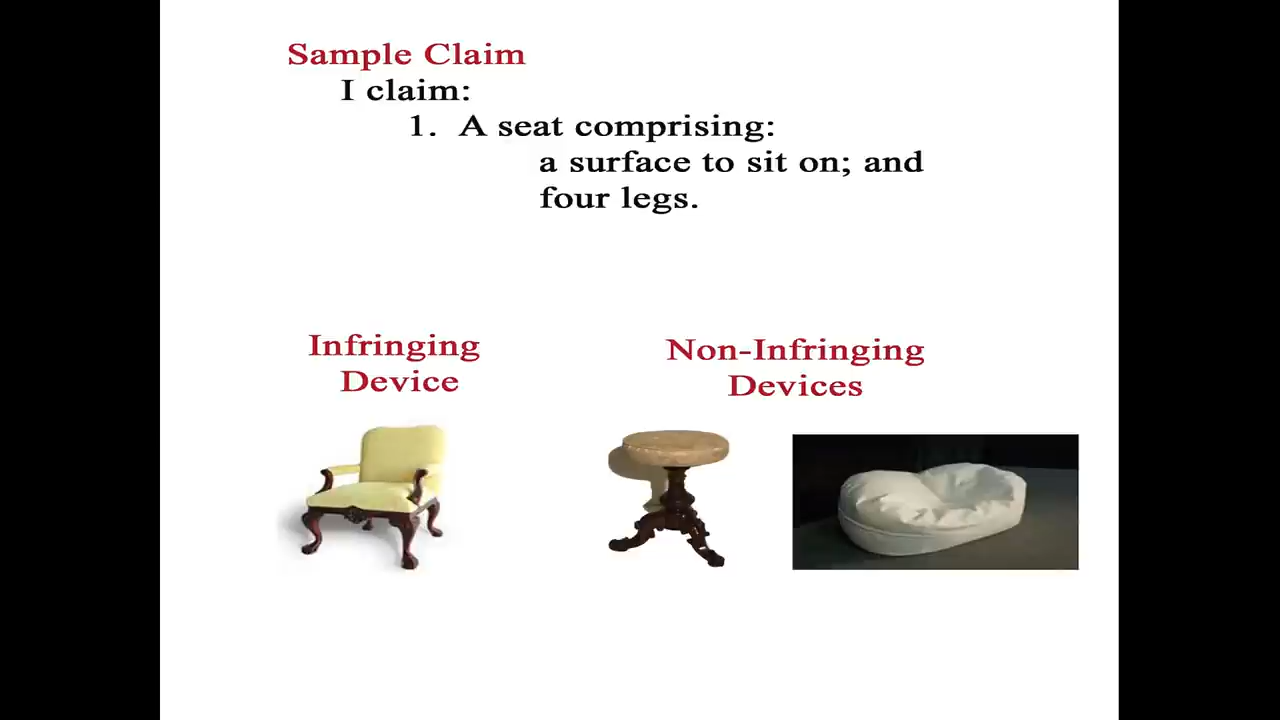 Sample Claim
I claim:
1. A seat comprising:
a surface to sit on; and
four legs.
Infringing
Device
Non-Infringing
Devices